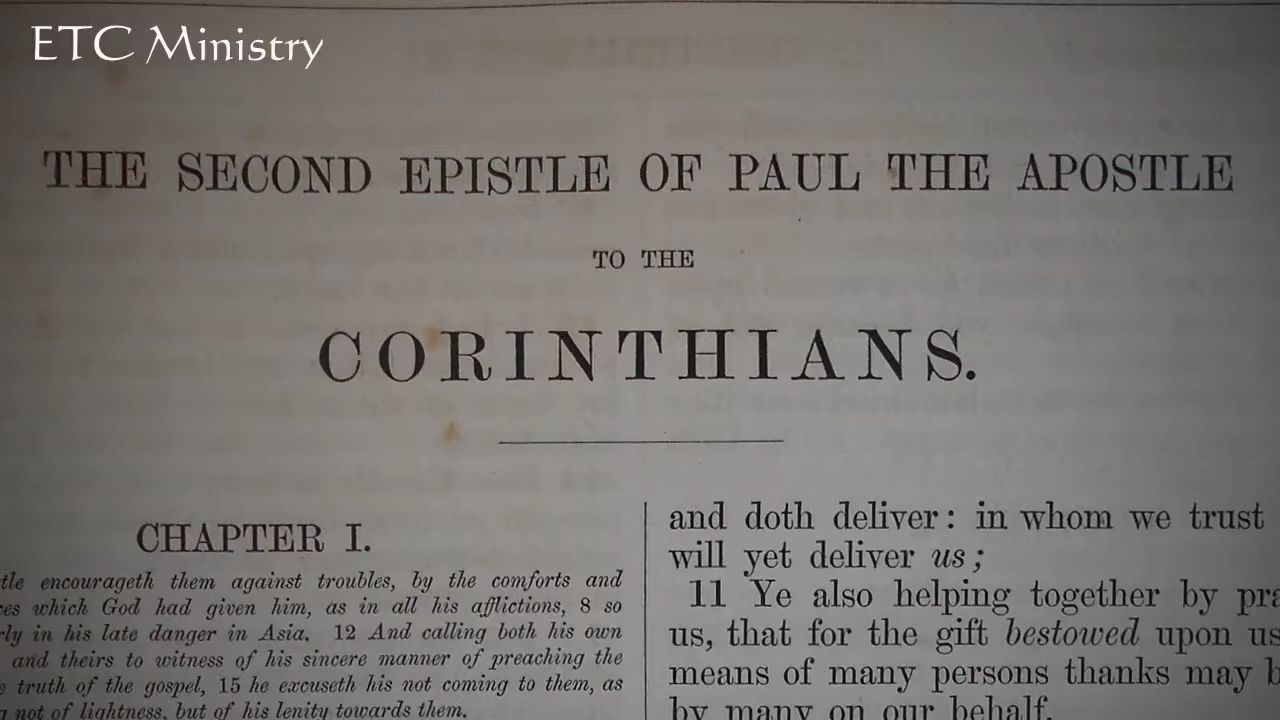 ETC Ministry
THE SECOND EPISTLE OF PAUL THE APOSTLE
TO THE
CORINTHIANS.
CHAPTER I.
encourageth them against troubles, by the comforts and
which God had given him, as in all his afflictions, 8 so
in his late danger in Asia. 12 And calling both his own
and theirs to witness of his sincere manner of preaching the
truth of the gospel, 15 he excuseth his not coming to them, as
not of lightness, but of his lenity towards them.
and doth deliver: in whom we trust
will yet deliver us;
11 Ye also helping together by
us, that for the gift bestowed upon us
means of many persons thanks may
by many on our behalf.